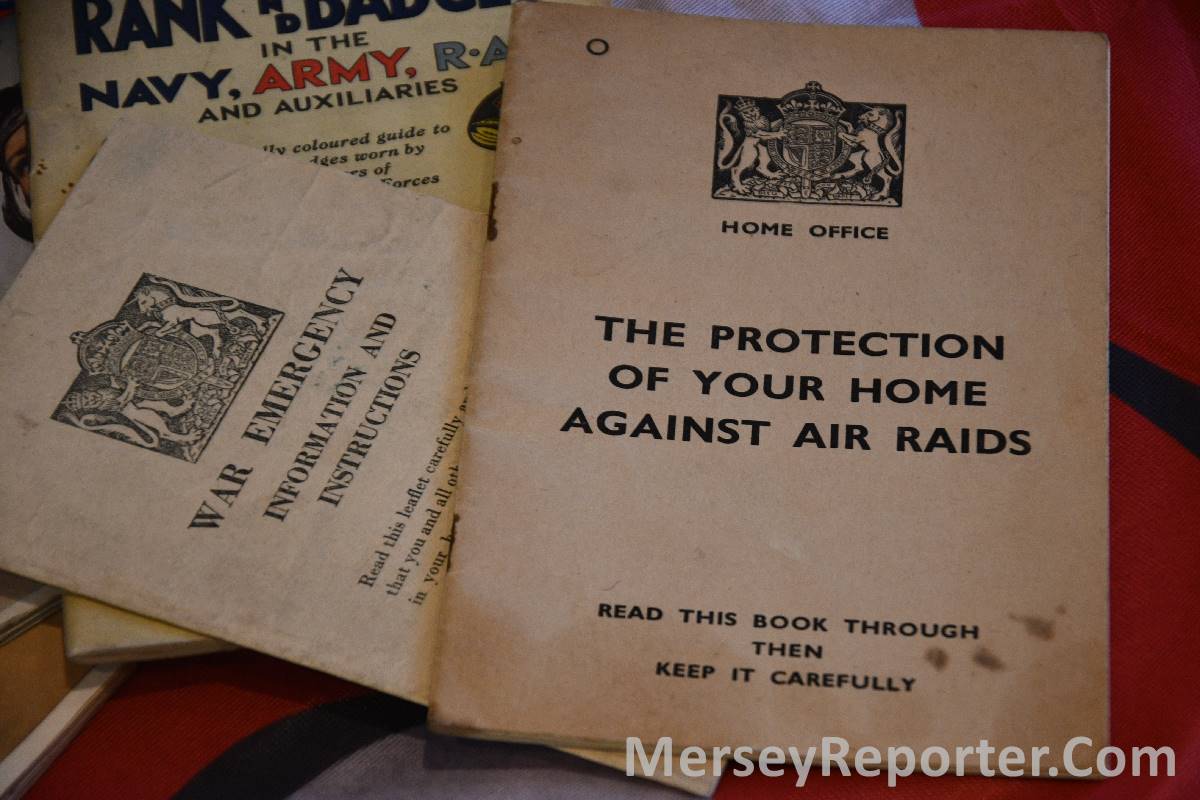 RANK AND BADGE
IN THE
NAVY, ARMY, R·A
AND AUXILIARIES
guide to
worn by
of
Forces
WAR EMERGENCY
INFORMATION AND
INSTRUCTIONS
Read this leaflet carefully
that you and all
in your
HOME OFFICE
THE PROTECTION
OF YOUR HOME
AGAINST AIR RAIDS
READ THIS BOOK THROUGH
THEN
KEEP IT CAREFULLY
MerseyReporter.Com